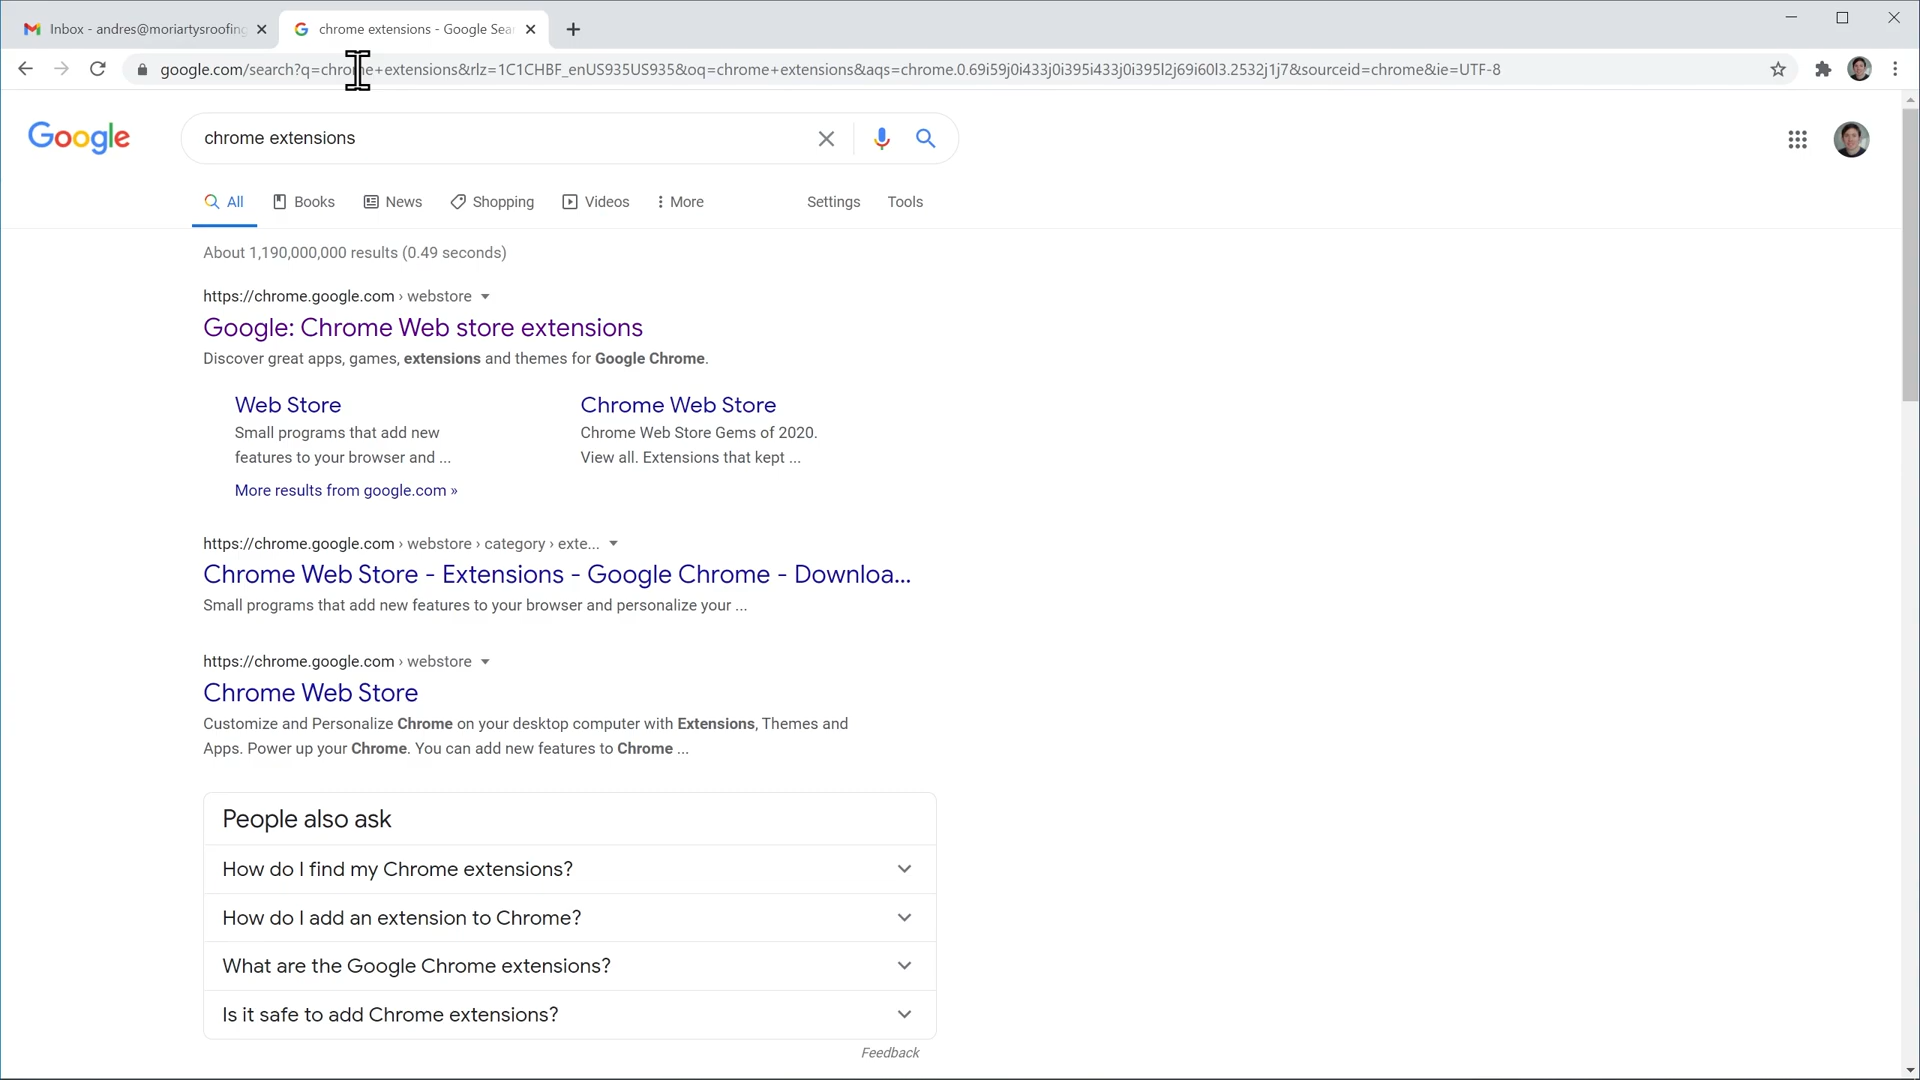 Inbox - andres@moriartysroofing
chrome extensions - Google Sear
google.com/search?q=chrome+extensions&rlz=1C1CHBF_enUS935US935&oq=chrome+extensions&aqs=chrome.0.69i59j0i433j0i395i433j0i395l2j69i60l3.2532j1j7&sourceid=chrome&ie=UTF-8
Google
chrome extensions
All Books News Shopping Videos More Settings Tools
About 1,190,000,000 results (0.49 seconds)
https://chrome.google.com › webstore
Google: Chrome Web store extensions
Discover great apps, games, extensions and themes for Google Chrome.
Web Store
Small programs that add new
features to your browser and ...
Chrome Web Store
Chrome Web Store Gems of 2020.
View all. Extensions that kept ...
More results from google.com »
https://chrome.google.com › webstore › category › exte...
Chrome Web Store - Extensions - Google Chrome - Downloa...
Small programs that add new features to your browser and personalize your ...
https://chrome.google.com › webstore
Chrome Web Store
Customize and Personalize Chrome on your desktop computer with Extensions, Themes and
Apps. Power up your Chrome. You can add new features to Chrome ...
People also ask
How do I find my Chrome extensions?
How do I add an extension to Chrome?
What are the Google Chrome extensions?
Is it safe to add Chrome extensions?
Feedback